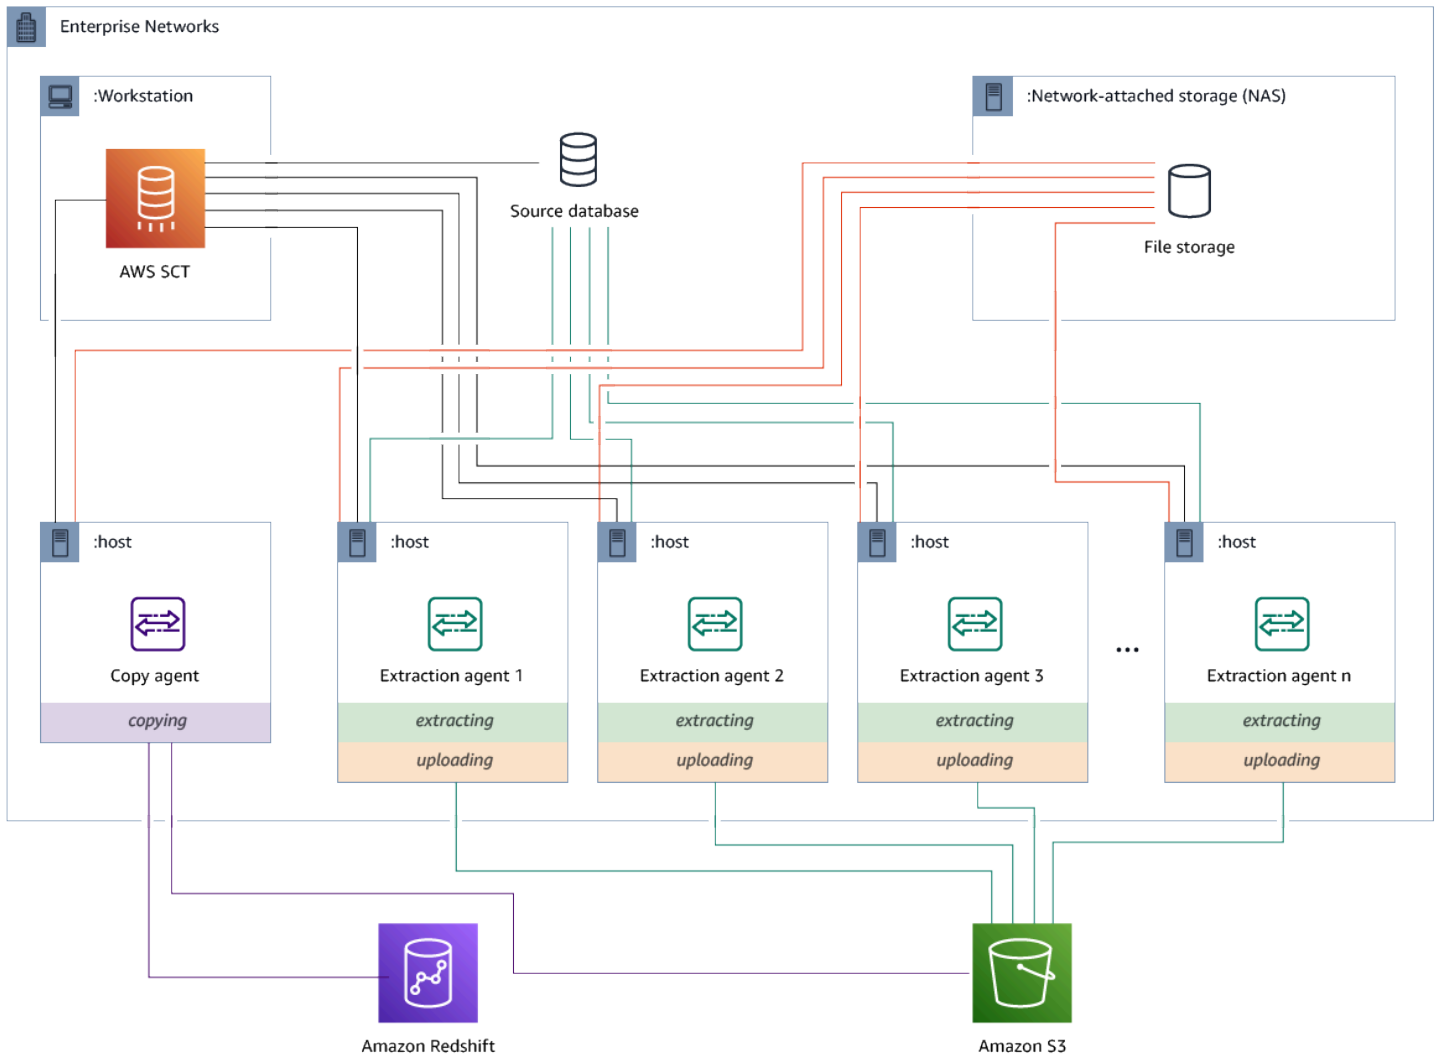 Enterprise Networks
:Workstation
:Network-attached storage (NAS)
Source database
File storage
AWS SCT
:host
:host
:host
:host
:host
Copy agent
Extraction agent 1
Extraction agent 2
Extraction agent 3
...
Extraction agent n
copying
extracting
extracting
extracting
extracting
uploading
uploading
uploading
uploading
Amazon Redshift
Amazon S3